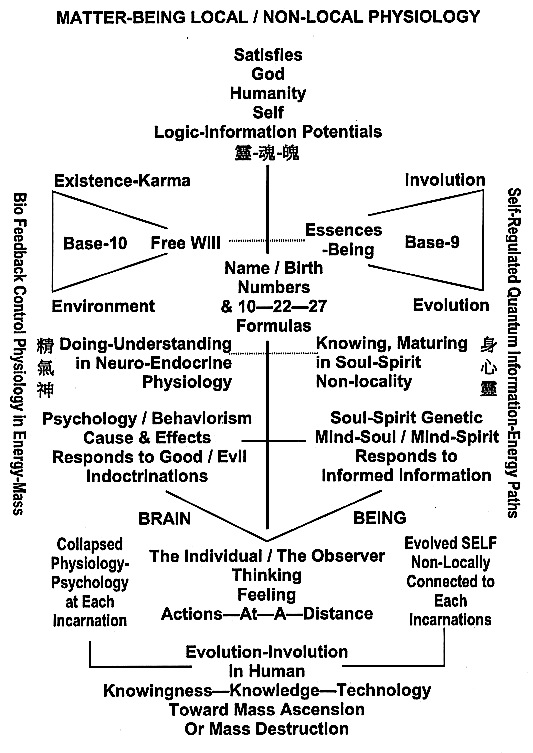 MATTER-BEING LOCAL / NON-LOCAL PHYSIOLOGY
Satisfies
God
Humanity
Self
Logic-Information Potentials
靈-魂-魄
Existence-Karma
Involution
Base-10
Free Will
Essences
-Being
Base-9
Environment
Evolution
Name / Birth
Numbers
& 10—22—27
Formulas
Bio Feedback Control Physiology in Energy-Mass
Self-Regulated Quantum Information-Energy Paths
精
氣
神
Doing-Understanding
in Neuro-Endocrine
Physiology
Knowing, Maturing
in Soul-Spirit
Non-locality
身
心
靈
Psychology / Behaviorism
Cause & Effects
Responds to Good / Evil
Indoctrinations
Soul-Spirit Genetic
Mind-Soul / Mind-Spirit
Responds to
Informed Information
BRAIN
BEING
Collapsed
Physiology-
Psychology
at Each
Incarnation
The Individual / The Observer
Thinking
Feeling
Actions—At—A—Distance
Evolved SELF
Non-Locally
Connected to
Each
Incarnations
Evolution-Involution
In Human
Knowingness—Knowledge—Technology
Toward Mass Ascension
Or Mass Destruction